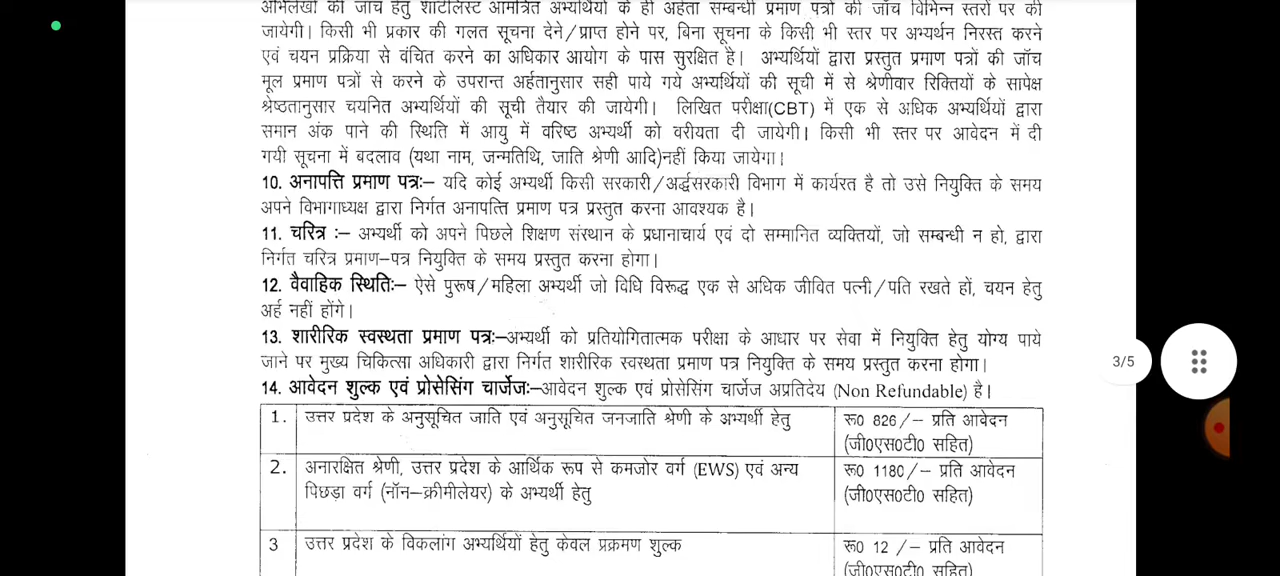 अभिलेखों की जाँच हेतु शार्टलिस्ट आमंत्रित अभ्यर्थियों के ही अर्हता सम्बन्धी प्रमाण पत्रों की जाँच विभिन्न स्तरों पर की
जायेगी। किसी भी प्रकार की गलत सूचना देने/प्राप्त होने पर, बिना सूचना के किसी भी स्तर पर अभ्यर्थन निरस्त करने
एवं चयन प्रक्रिया से वंचित करने का अधिकार आयोग के पास सुरक्षित है। अभ्यर्थियों द्वारा प्रस्तुत प्रमाण पत्रों की जॉच
मूल प्रमाण पत्रों से करने के उपरान्त अर्हतानुसार सही पाये गये अभ्यर्थियों की सूची में से श्रेणीवार रिक्तियों के सापेक्ष
श्रेष्ठतानुसार चयनित अभ्यर्थियों की सूची तैयार की जायेगी। लिखित परीक्षा(CBT) में एक से अधिक अभ्यर्थियों द्वारा
समान अंक पाने की स्थिति में आयु में वरिष्ठ अभ्यर्थी को वरीयता दी जायेगी। किसी भी स्तर पर आवेदन में दी
गयी सूचना में बदलाव (यथा नाम, जन्मतिथि, जाति श्रेणी आदि)नहीं किया जायेगा।
10. अनापत्ति प्रमाण पत्रः– यदि कोई अभ्यर्थी किसी सरकारी/अर्द्धसरकारी विभाग में कार्यरत है तो उसे नियुक्ति के समय
अपने विभागाध्यक्ष द्वारा निर्गत अनापत्ति प्रमाण पत्र प्रस्तुत करना आवश्यक है।
11. चरित्र :– अभ्यर्थी को अपने पिछले शिक्षण संस्थान के प्रधानाचार्य एवं दो सम्मानित व्यक्तियों, जो सम्बन्धी न हो, द्वारा
निर्गत चरित्र प्रमाण–पत्र नियुक्ति के समय प्रस्तुत करना होगा।
12. वैवाहिक स्थितिः– ऐसे पुरूष/महिला अभ्यर्थी जो विधि विरूद्ध एक से अधिक जीवित पत्नी/पति रखते हों, चयन हेतु
अर्ह नहीं होंगे।
13. शारीरिक स्वस्थता प्रमाण पत्रः–अभ्यर्थी को प्रतियोगितात्मक परीक्षा के आधार पर सेवा में नियुक्ति हेतु योग्य पाये
जाने पर मुख्य चिकित्सा अधिकारी द्वारा निर्गत शारीरिक स्वस्थता प्रमाण पत्र नियुक्ति के समय प्रस्तुत करना होगा।
3/5
14. आवेदन शुल्क एवं प्रोसेसिंग चार्जेजः–आवेदन शुल्क एवं प्रोसेसिंग चार्जेज अप्रतिदेय (Non Refundable) है।
1. उत्तर प्रदेश के अनुसूचित जाति एवं अनुसूचित जनजाति श्रेणी के अभ्यर्थी हेतु रू0 826/– प्रति आवेदन
(जी0एस0टी0 सहित)
2. अनारक्षित श्रेणी, उत्तर प्रदेश के आर्थिक रूप से कमजोर वर्ग (EWS) एवं अन्य रू0 1180/– प्रति आवेदन
पिछड़ा वर्ग (नॉन–क्रीमीलेयर) के अभ्यर्थी हेतु (जी0एस0टी0 सहित)
3 उत्तर प्रदेश के विकलांग अभ्यर्थियों हेतु केवल प्रक्रमण शुल्क रू0 12 /– प्रति आवेदन
(जी0एस0टी0 सहित)